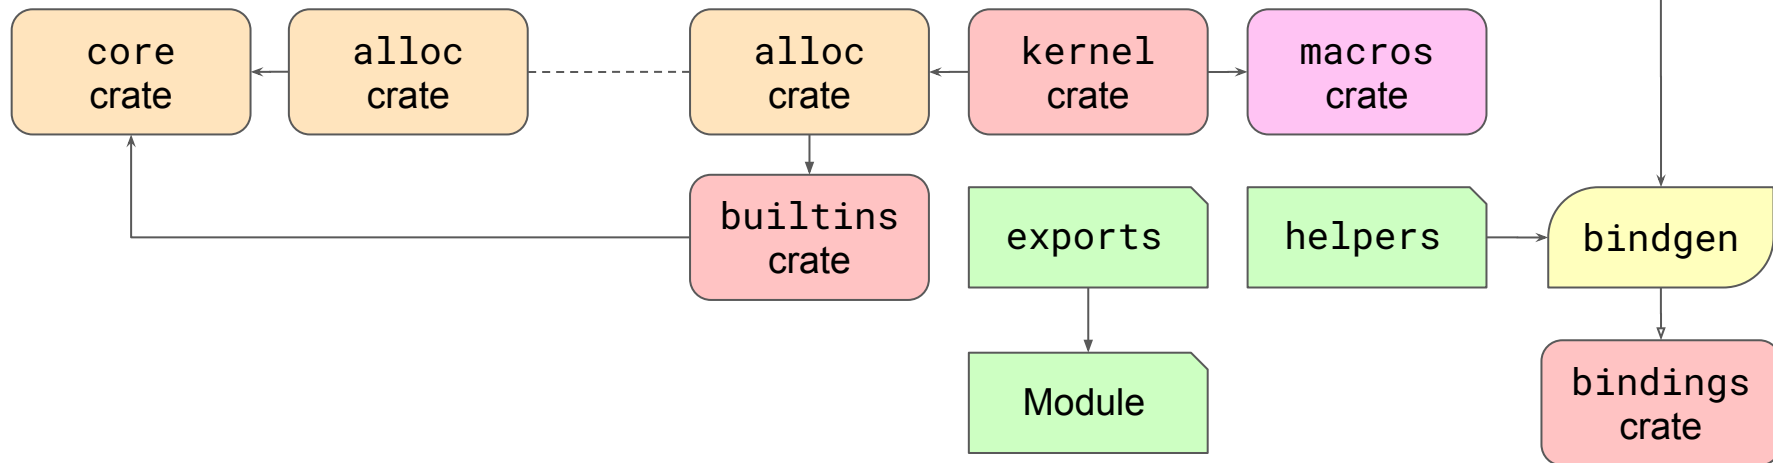 core
crate
alloc
crate
alloc
crate
kernel
crate
macros
crate
builtins
crate
exports
helpers
bindgen
Module
bindings
crate